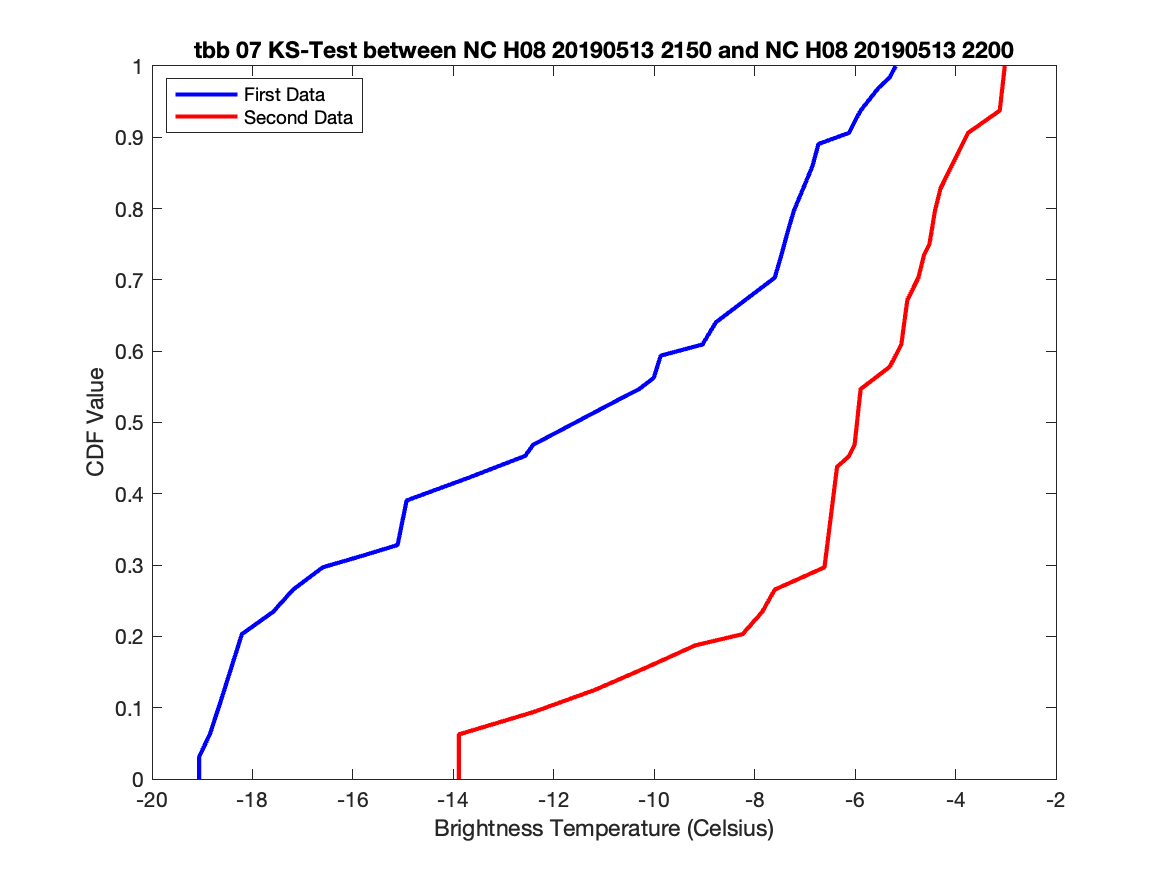 tbb 07 KS-Test between NC H08 20190513 2150 and NC H08 20190513 2200
First Data
Second Data
1
0.9
0.8
0.7
0.6
0.5
0.4
0.3
0.2
0.1
0
CDF Value
-20 -18 -16 -14 -12 -10 -8 -6 -4 -2
Brightness Temperature (Celsius)